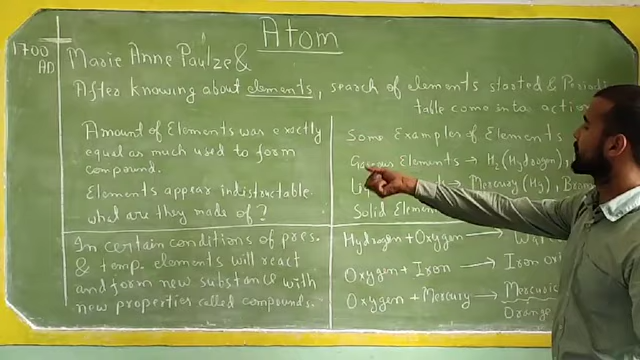 Atom
1700 AD
Marie Anne Paulze &
After knowing about elements, search of elements started & Periodi
table come into action
Amount of Elements was exactly
equal as much used to form
compound.
Elements appear indistructable.
what are they made of?
In certain conditions of pres.
& temp. elements will react
and form new substance with
new properties called compounds.
Some Examples of Elements
Gaseous Elements → H2 (Hydrogen),
→ Mercury (Hg), Brom
Solid Element
Hydrogen + Oxygen →
Oxygen + Iron → Iron
Oxygen + Mercury → Mercuric
Orange